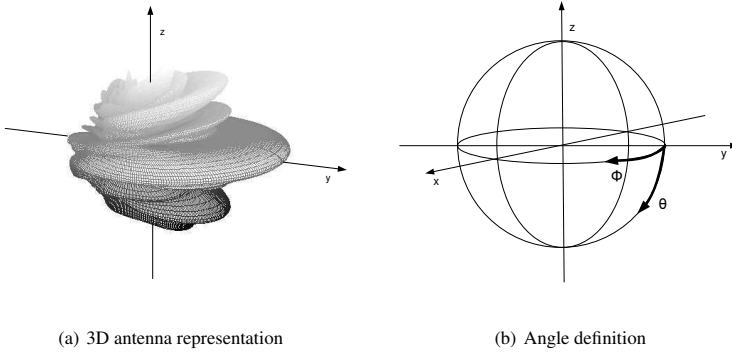 z
y
z
y
x
Φ
θ
(a) 3D antenna representation
(b) Angle definition